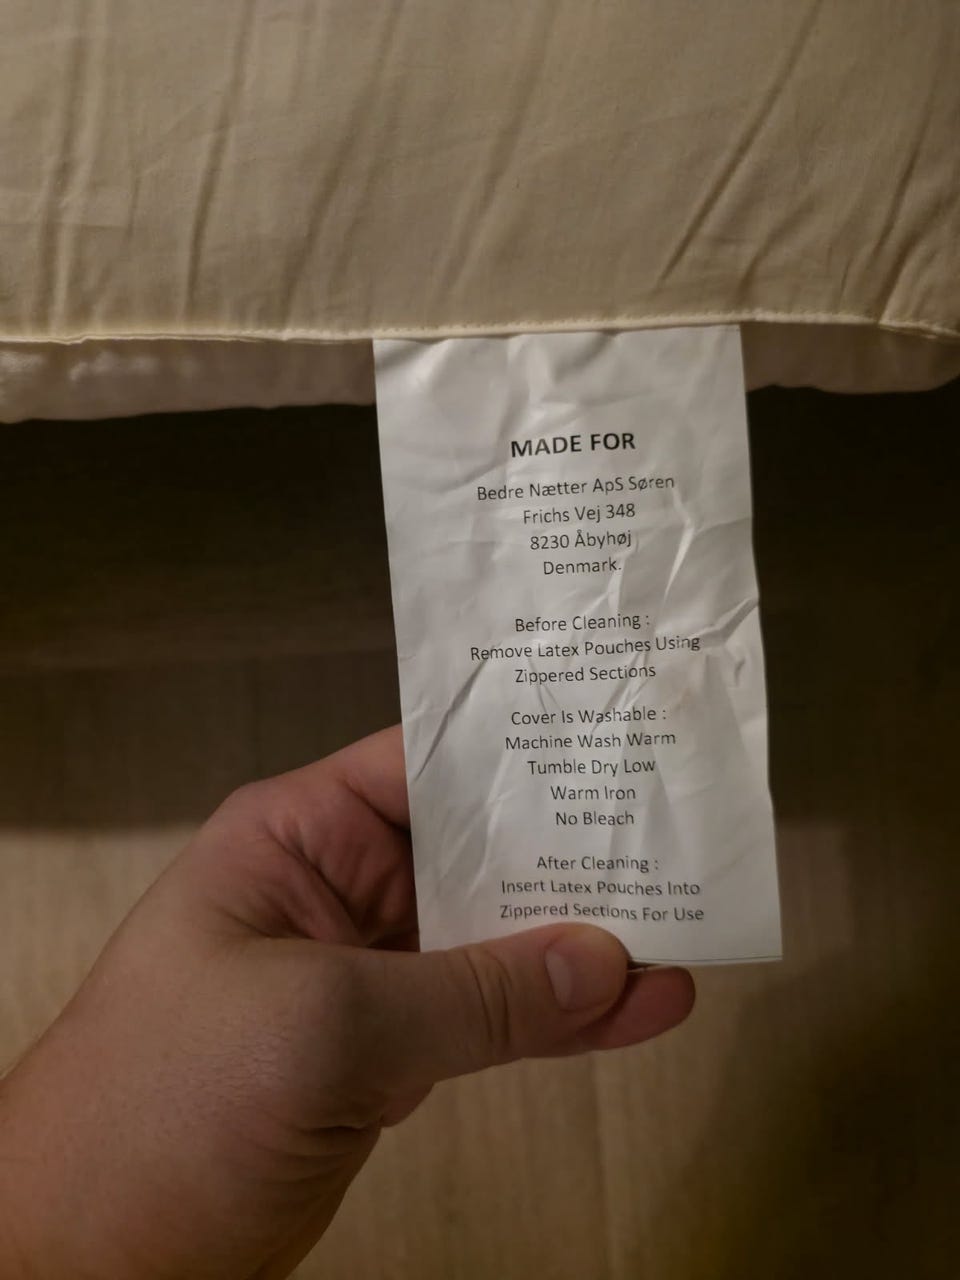 MADE FOR
Bedre Nætter ApS Søren
Frichs Vej 348
8230 Åbyhøj
Denmark.
Before Cleaning :
Remove Latex Pouches Using
Zippered Sections
Cover Is Washable :
Machine Wash Warm
Tumble Dry Low
Warm Iron
No Bleach
After Cleaning :
Insert Latex Pouches Into
Zippered Sections For Use